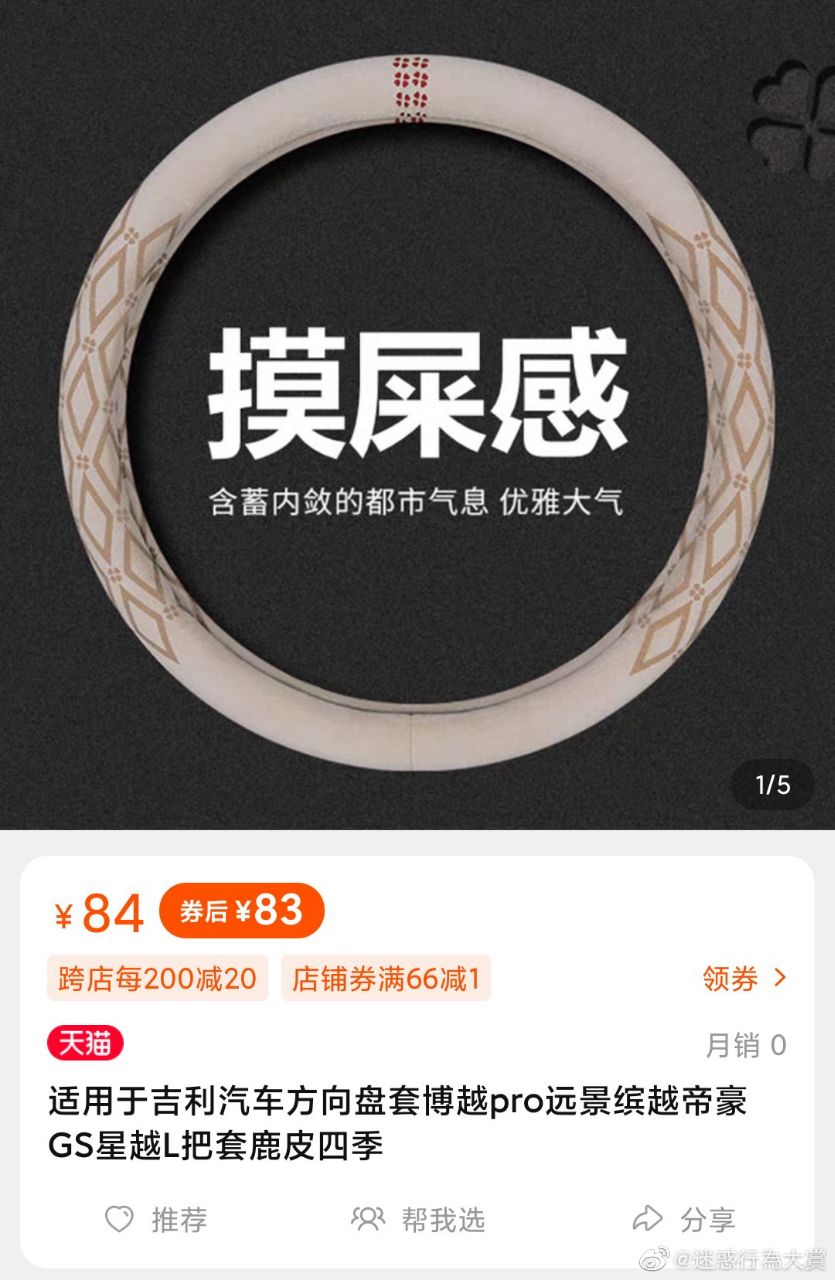 摸屎感
含蓄内敛的都市气息 优雅大气
1/5
¥84 券后¥83
跨店每200减20 店铺券满66减1 领券 >
天猫 月销 0
适用于吉利汽车方向盘套博越pro远景缤越帝豪
GS星越L把套鹿皮四季
推荐 帮我选 分享
@迷惑行為大賞